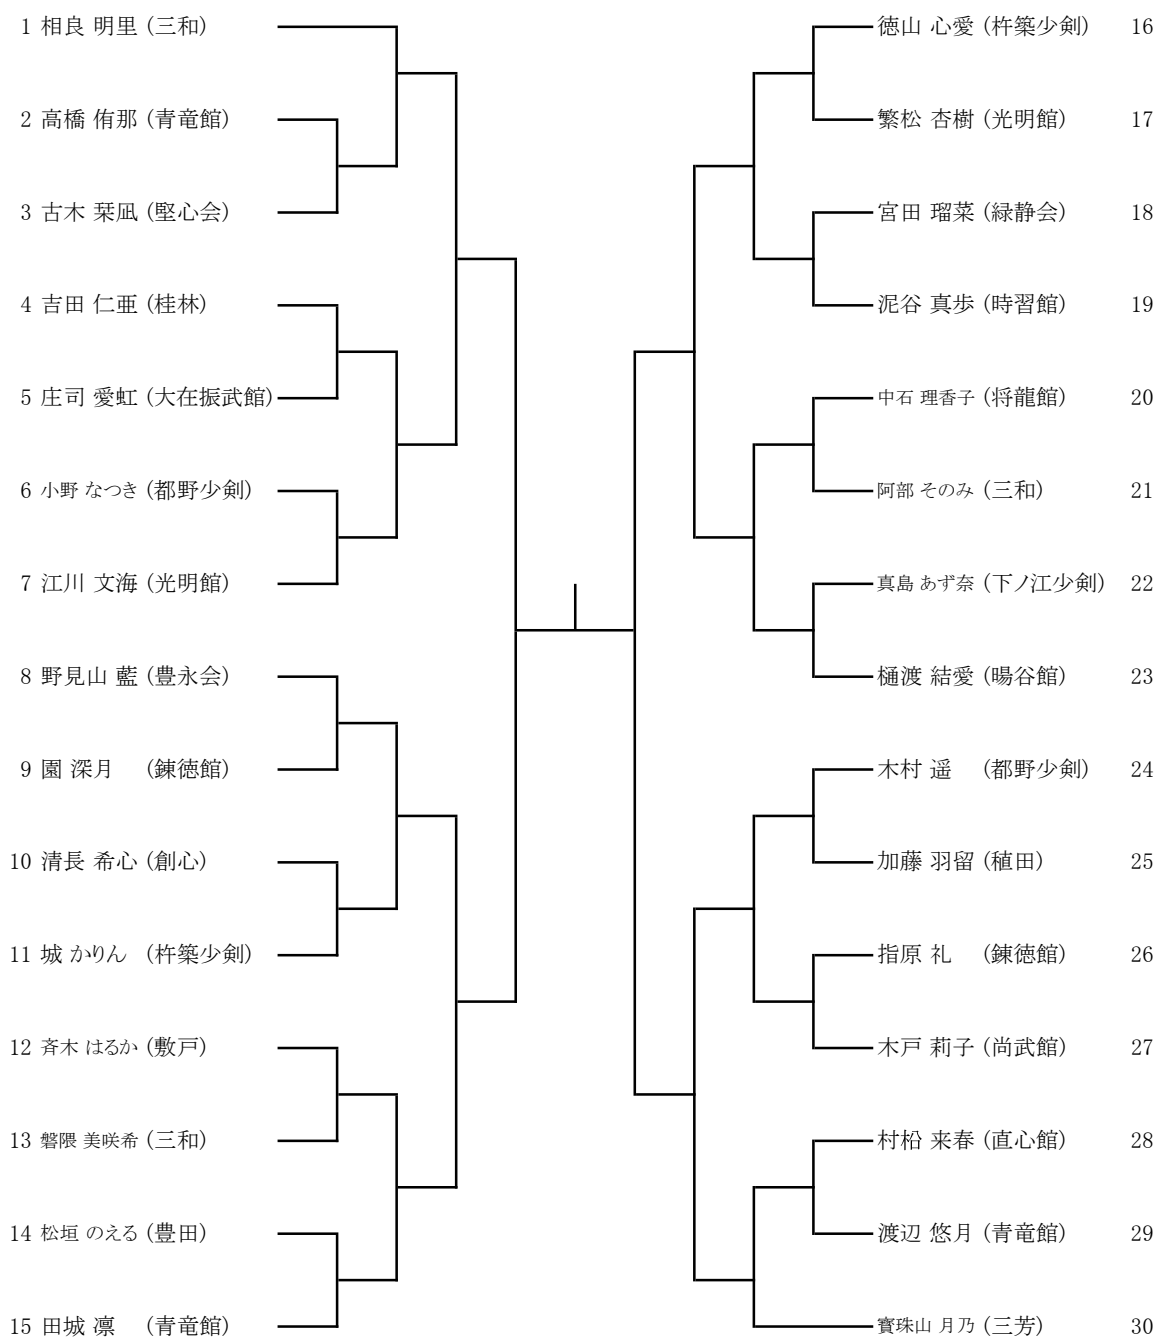 1 相良 明里 (三和)
2 高橋 侑那 (青竜館)
3 古木 栞凪 (堅心会)
4 吉田 仁亜 (桂林)
5 庄司 愛虹 (大在振武館)
6 小野 なつき (都野少剣)
7 江川 文海 (光明館)
8 野見山 藍 (豊永会)
9 園 深月 (錬徳館)
10 清長 希心 (創心)
11 城 かりん (杵築少剣)
12 斉木 はるか (敷戸)
13 磐隈 美咲希 (三和)
14 松垣 のえる (豊田)
15 田城 凛 (青竜館)
徳山 心愛 (杵築少剣) 16
繁松 杏樹 (光明館) 17
宮田 瑠菜 (緑静会) 18
泥谷 真歩 (時習館) 19
中石 理香子 (将龍館) 20
阿部 そのみ (三和) 21
真島 あず奈 (下ノ江少剣) 22
樋渡 結愛 (暘谷館) 23
木村 遥 (都野少剣) 24
加藤 羽留 (稙田) 25
指原 礼 (錬徳館) 26
木戸 莉子 (尚武館) 27
村松 来春 (直心館) 28
渡辺 悠月 (青竜館) 29
寳珠山 月乃 (三芳) 30